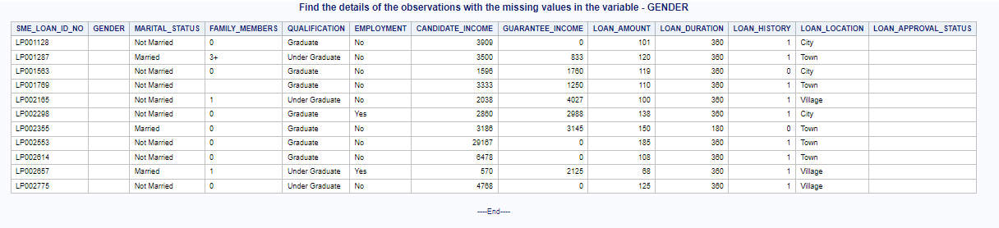 Find the details of the observations with the missing values in the variable - GENDER
SME_LOAN_ID_NO GENDER MARITAL_STATUS FAMILY_MEMBERS QUALIFICATION EMPLOYMENT CANDIDATE_INCOME GUARANTEE_INCOME LOAN_AMOUNT LOAN_DURATION LOAN_HISTORY LOAN_LOCATION LOAN_APPROVAL_STATUS
LP001128 Not Married 0 Graduate No 3909 0 101 360 1 City
LP001287 Married 3+ Under Graduate No 3500 833 120 360 1 Town
LP001563 Not Married 0 Graduate No 1596 1760 119 360 0 City
LP001769 Not Married Graduate No 3333 1250 110 360 1 Town
LP002165 Not Married 1 Under Graduate No 2038 4027 100 360 1 Village
LP002298 Not Married 0 Graduate Yes 2860 2988 138 360 1 City
LP002355 Married 0 Graduate No 3186 3145 150 180 0 Town
LP002553 Not Married 0 Graduate No 29167 0 185 360 1 Town
LP002614 Not Married 0 Graduate No 6478 0 108 360 1 Town
LP002657 Married 1 Under Graduate Yes 570 2125 68 360 1 Village
LP002775 Not Married 0 Under Graduate No 4768 0 125 360 1 Village
----End----